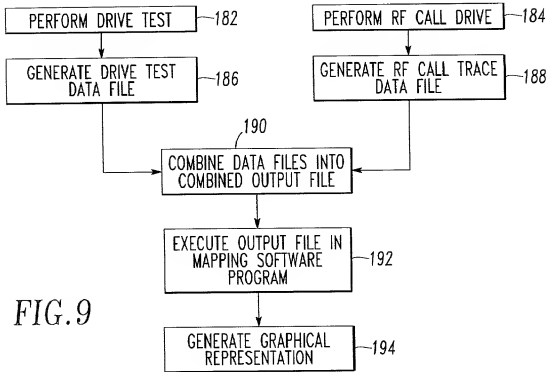 PERFORM DRIVE TEST
182
PERFORM RF CALL DRIVE
184
GENERATE DRIVE TEST
DATA FILE
186
GENERATE RF CALL TRACE
DATA FILE
188
190
COMBINE DATA FILES INTO
COMBINED OUTPUT FILE
EXECUTE OUTPUT FILE IN
MAPPING SOFTWARE
PROGRAM
192
FIG.9
GENERATE GRAPHICAL
REPRESENTATION
194